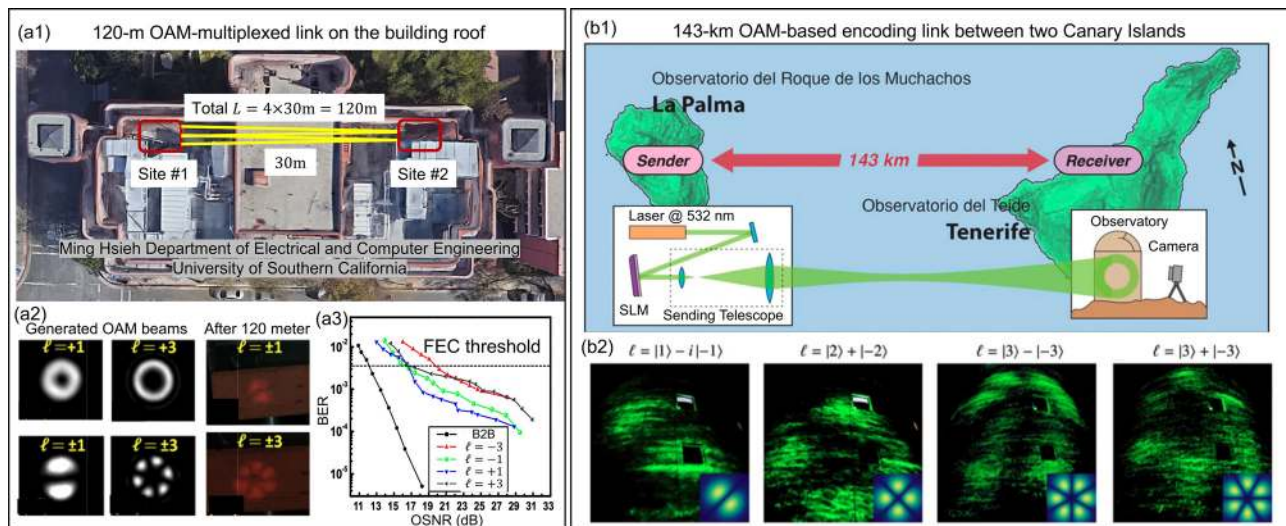 (a1)
120-m OAM-multiplexed link on the building roof
Total L = 4×30m = 120m
30m
Site #1
Site #2
Ming Hsieh Department of Electrical and Computer Engineering
University of Southern California
(a2)
Generated OAM beams
After 120 meter
ℓ=+1
ℓ=+3
ℓ=±1
ℓ=±1
ℓ=±3
ℓ=±3
(a3)
FEC threshold
BER
10⁻²
10⁻³
10⁻⁴
10⁻⁵
B2B
ℓ = −3
ℓ = −1
ℓ = +1
ℓ = +3
11 13 15 17 19 21 23 25 27 29 31 33
OSNR (dB)
(b1)
143-km OAM-based encoding link between two Canary Islands
Observatorio del Roque de los Muchachos
La Palma
Sender
143 km
Receiver
N
Observatorio del Teide
Tenerife
Laser @ 532 nm
SLM
Sending Telescope
Observatory
Camera
(b2)
ℓ = |1⟩ − i|−1⟩
ℓ = |2⟩ + |−2⟩
ℓ = |3⟩ − |−3⟩
ℓ = |3⟩ + |−3⟩